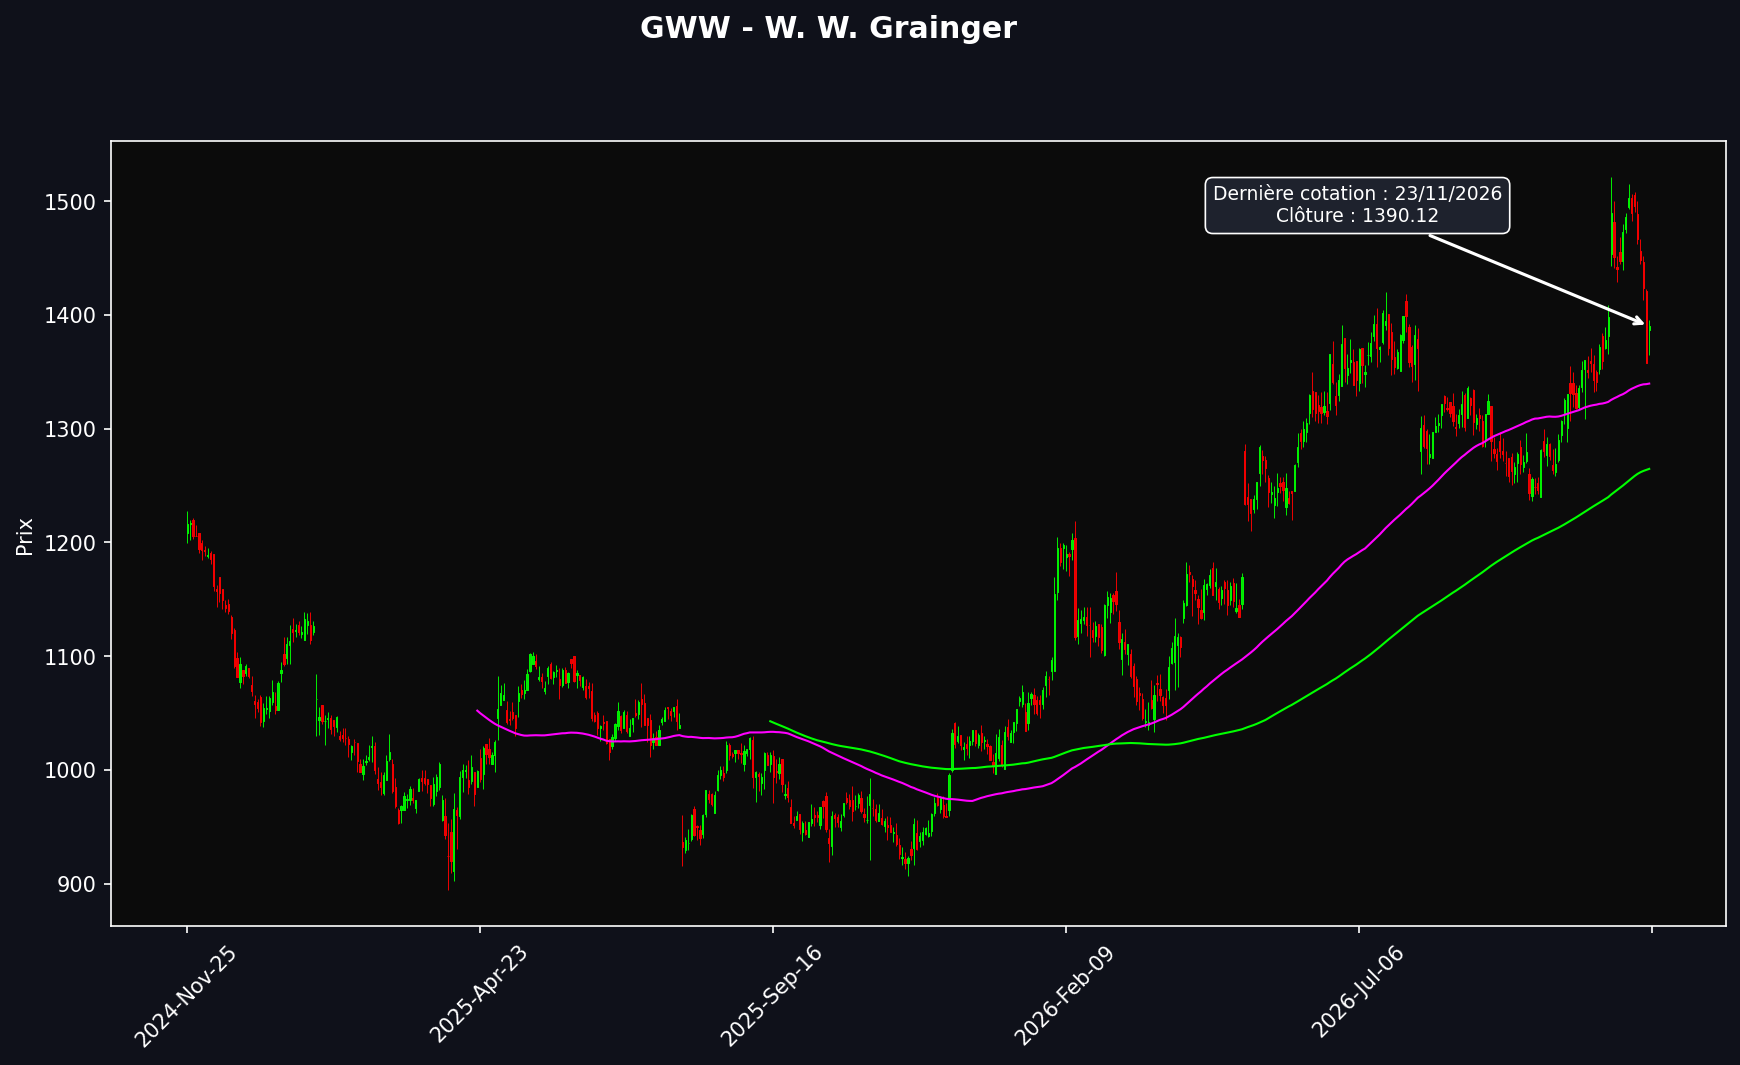 GWW - W. W. Grainger
Dernière cotation : 23/11/2026
Clôture : 1390.12
Prix
1500
1400
1300
1200
1100
1000
900
2024-Nov-25
2025-Apr-23
2025-Sep-16
2026-Feb-09
2026-Jul-06